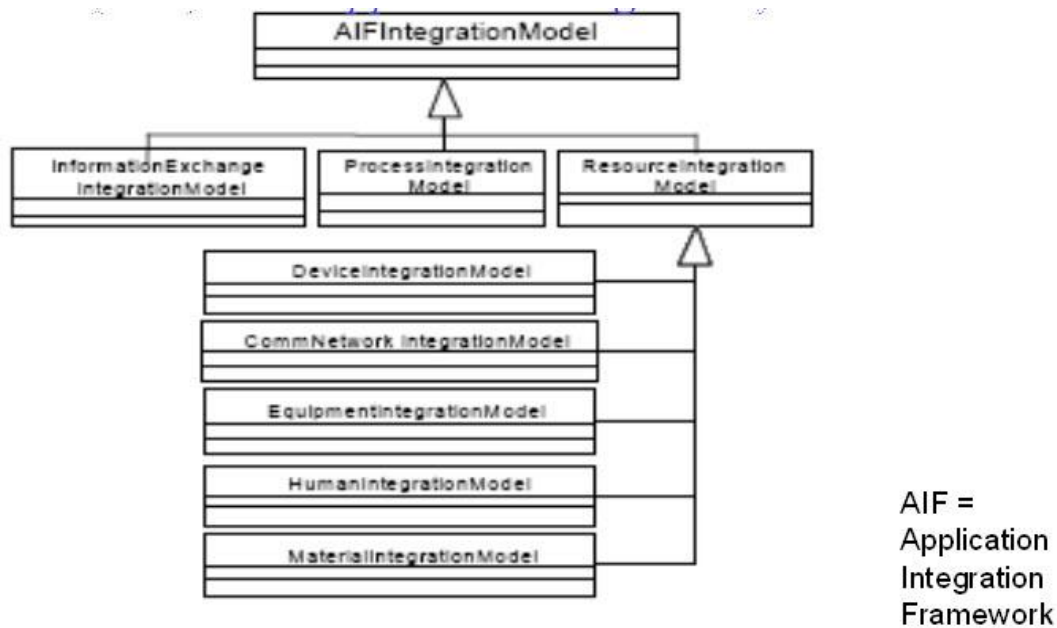 AIFIntegrationModel
InformationExchange
IntegrationModel
ProcessIntegration
Model
ResourceIntegration
Model
DeviceIntegrationModel
CommNetwork IntegrationModel
EquipmentIntegrationModel
HumanIntegrationModel
MaterialIntegrationModel
AIF =
Application
Integration
Framework